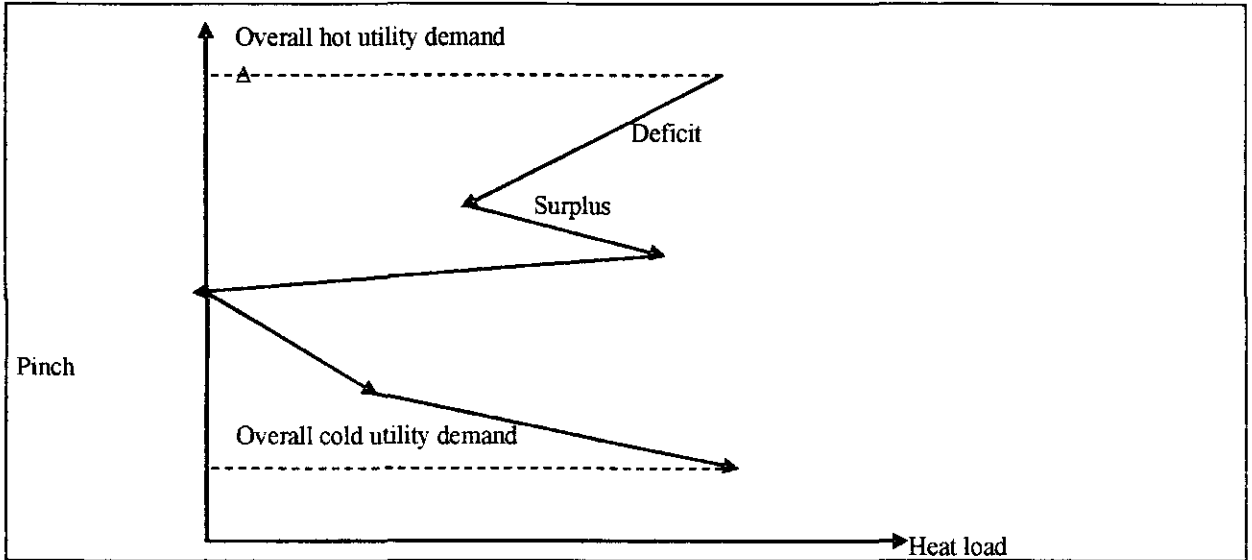 Overall hot utility demand
Deficit
Surplus
Pinch
Overall cold utility demand
Heat load